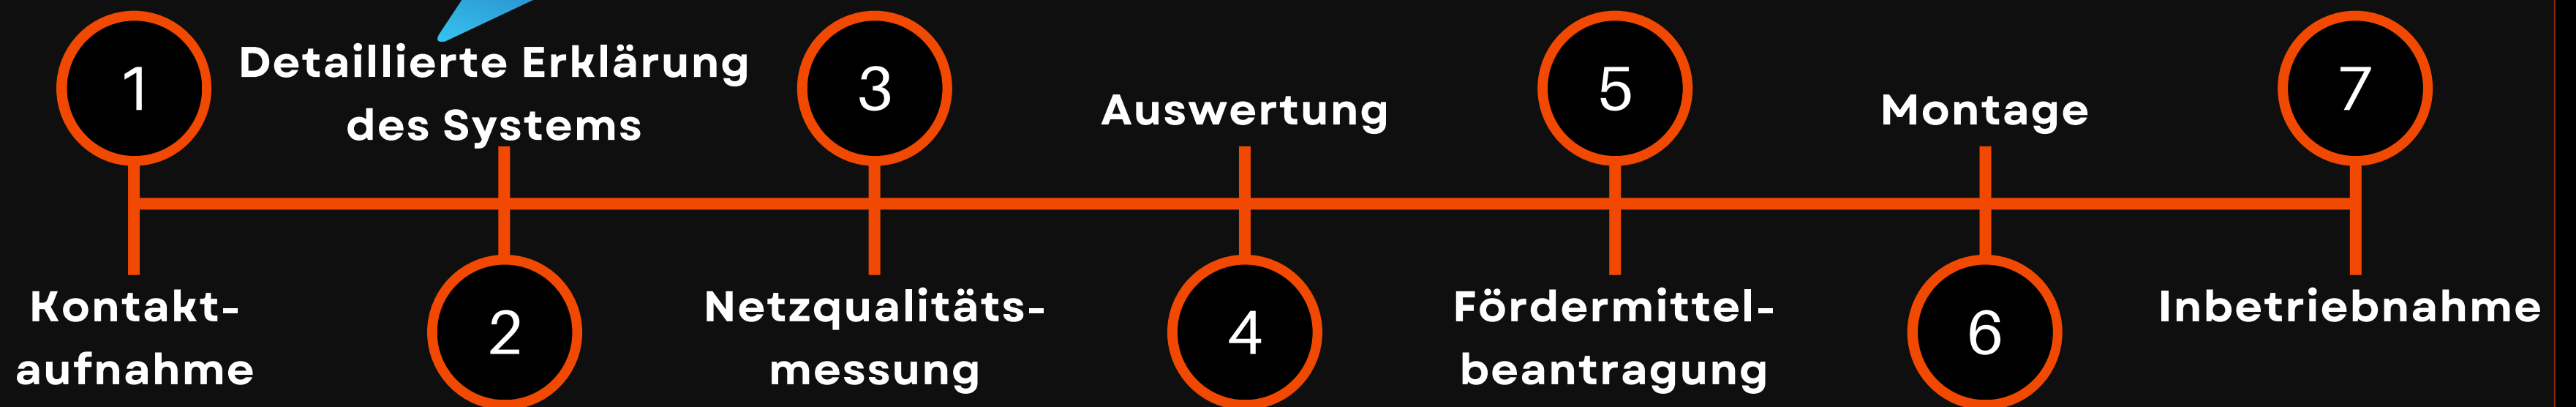 1
Kontakt-
aufnahme
Detaillierte Erklärung
des Systems
2
3
Netzqualitäts-
messung
Auswertung
4
5
Fördermittel-
beantragung
Montage
6
7
Inbetriebnahme